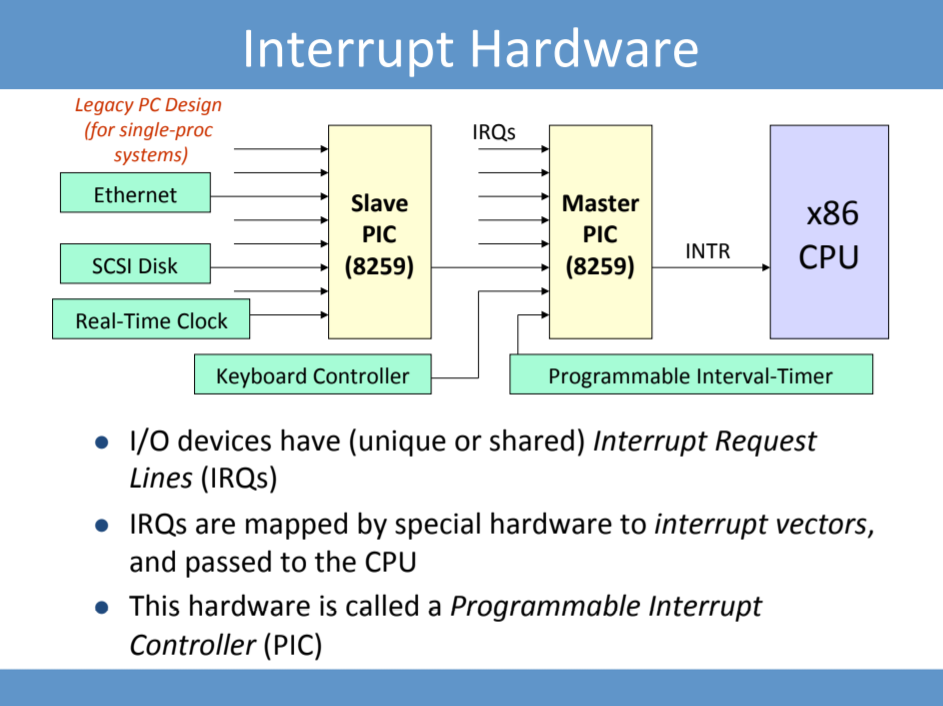 Interrupt Hardware
Legacy PC Design
(for single-proc
systems)
Ethernet
SCSI Disk
Real-Time Clock
Slave
PIC
(8259)
IRQs
Master
PIC
(8259)
INTR
x86
CPU
Keyboard Controller
Programmable Interval-Timer
● I/O devices have (unique or shared) Interrupt Request
Lines (IRQs)
● IRQs are mapped by special hardware to interrupt vectors,
and passed to the CPU
● This hardware is called a Programmable Interrupt
Controller (PIC)